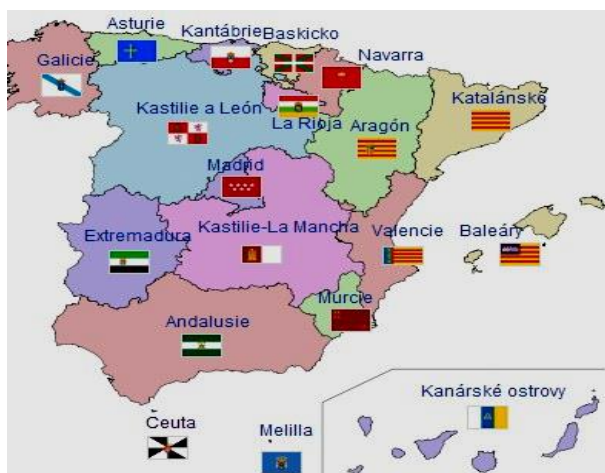 Asturie
Kantábrie
Baskicko
Galicie
Navarra
Kastilie a León
La Rioja
Aragón
Katalánsko
Madrid
Extremadura
Kastilie-La Mancha
Valencie
Baleáry
Murcie
Andalusie
Kanárské ostrovy
Ceuta
Melilla